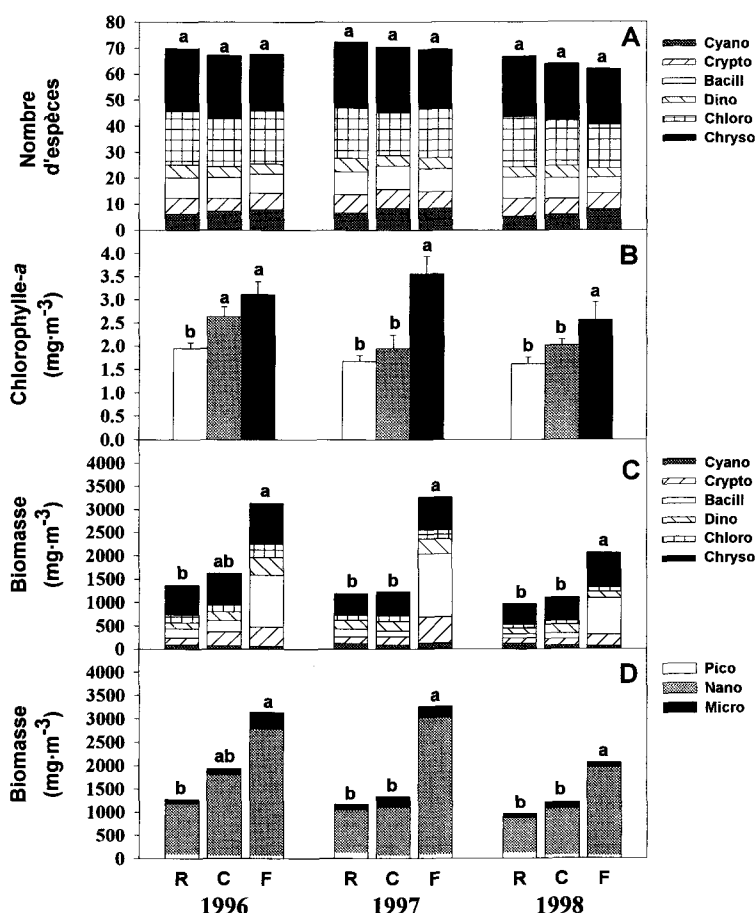 80
70
60
50
40
30
20
10
0
Nombre
d'espèces
a a a a a a a a a
A
Cyano
Crypto
Bacill
Dino
Chloro
Chryso
4.0
3.5
3.0
2.5
2.0
1.5
1.0
0.5
0.0
Chlorophylle-a
(mg·m-3)
b a a b b a b b a
B
4000
3500
3000
2500
2000
1500
1000
500
0
Biomasse
(mg·m-3)
b ab a b b a b b a
C
Cyano
Crypto
Bacill
Dino
Chloro
Chryso
4000
3500
3000
2500
2000
1500
1000
500
0
Biomasse
(mg·m-3)
b ab a b b a b b a
D
Pico
Nano
Micro
R C F R C F R C F
1996 1997 1998